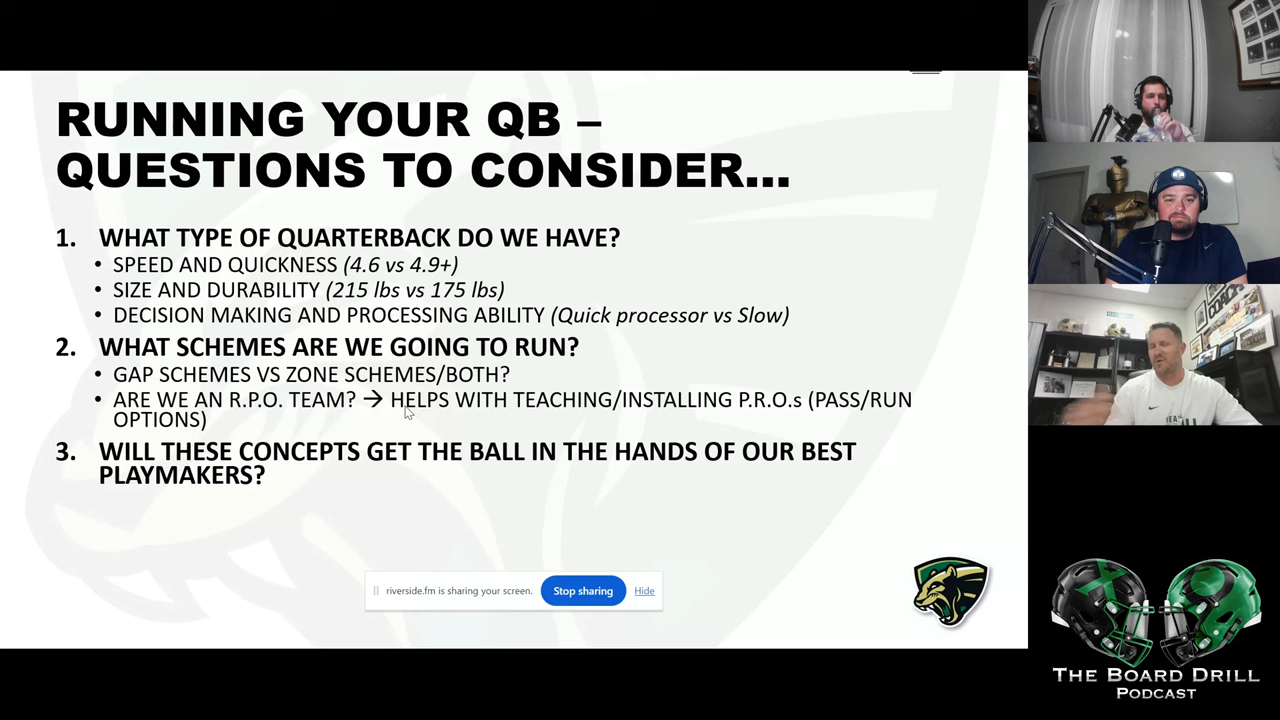 RUNNING YOUR QB –
QUESTIONS TO CONSIDER...
1. WHAT TYPE OF QUARTERBACK DO WE HAVE?
• SPEED AND QUICKNESS (4.6 vs 4.9+)
• SIZE AND DURABILITY (215 lbs vs 175 lbs)
• DECISION MAKING AND PROCESSING ABILITY (Quick processor vs Slow)
2. WHAT SCHEMES ARE WE GOING TO RUN?
• GAP SCHEMES VS ZONE SCHEMES/BOTH?
• ARE WE AN R.P.O. TEAM? → HELPS WITH TEACHING/INSTALLING P.R.O.s (PASS/RUN
OPTIONS)
3. WILL THESE CONCEPTS GET THE BALL IN THE HANDS OF OUR BEST
PLAYMAKERS?
riverside.fm is sharing your screen.
Stop sharing
Hide
COACH
THE BOARD DRILL
PODCAST